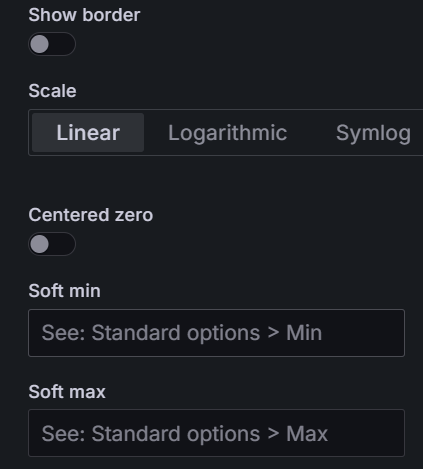 Show border
Scale
Linear Logarithmic Symlog
Centered zero
Soft min
See: Standard options > Min
Soft max
See: Standard options > Max